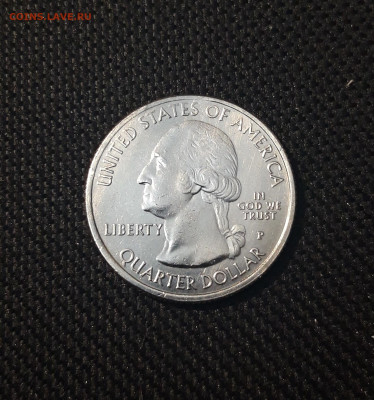 COINS.CAVE.RU
UNITED STATES OF AMERICA
IN
GOD WE
TRUST
LIBERTY
P
QUARTER DOLLAR